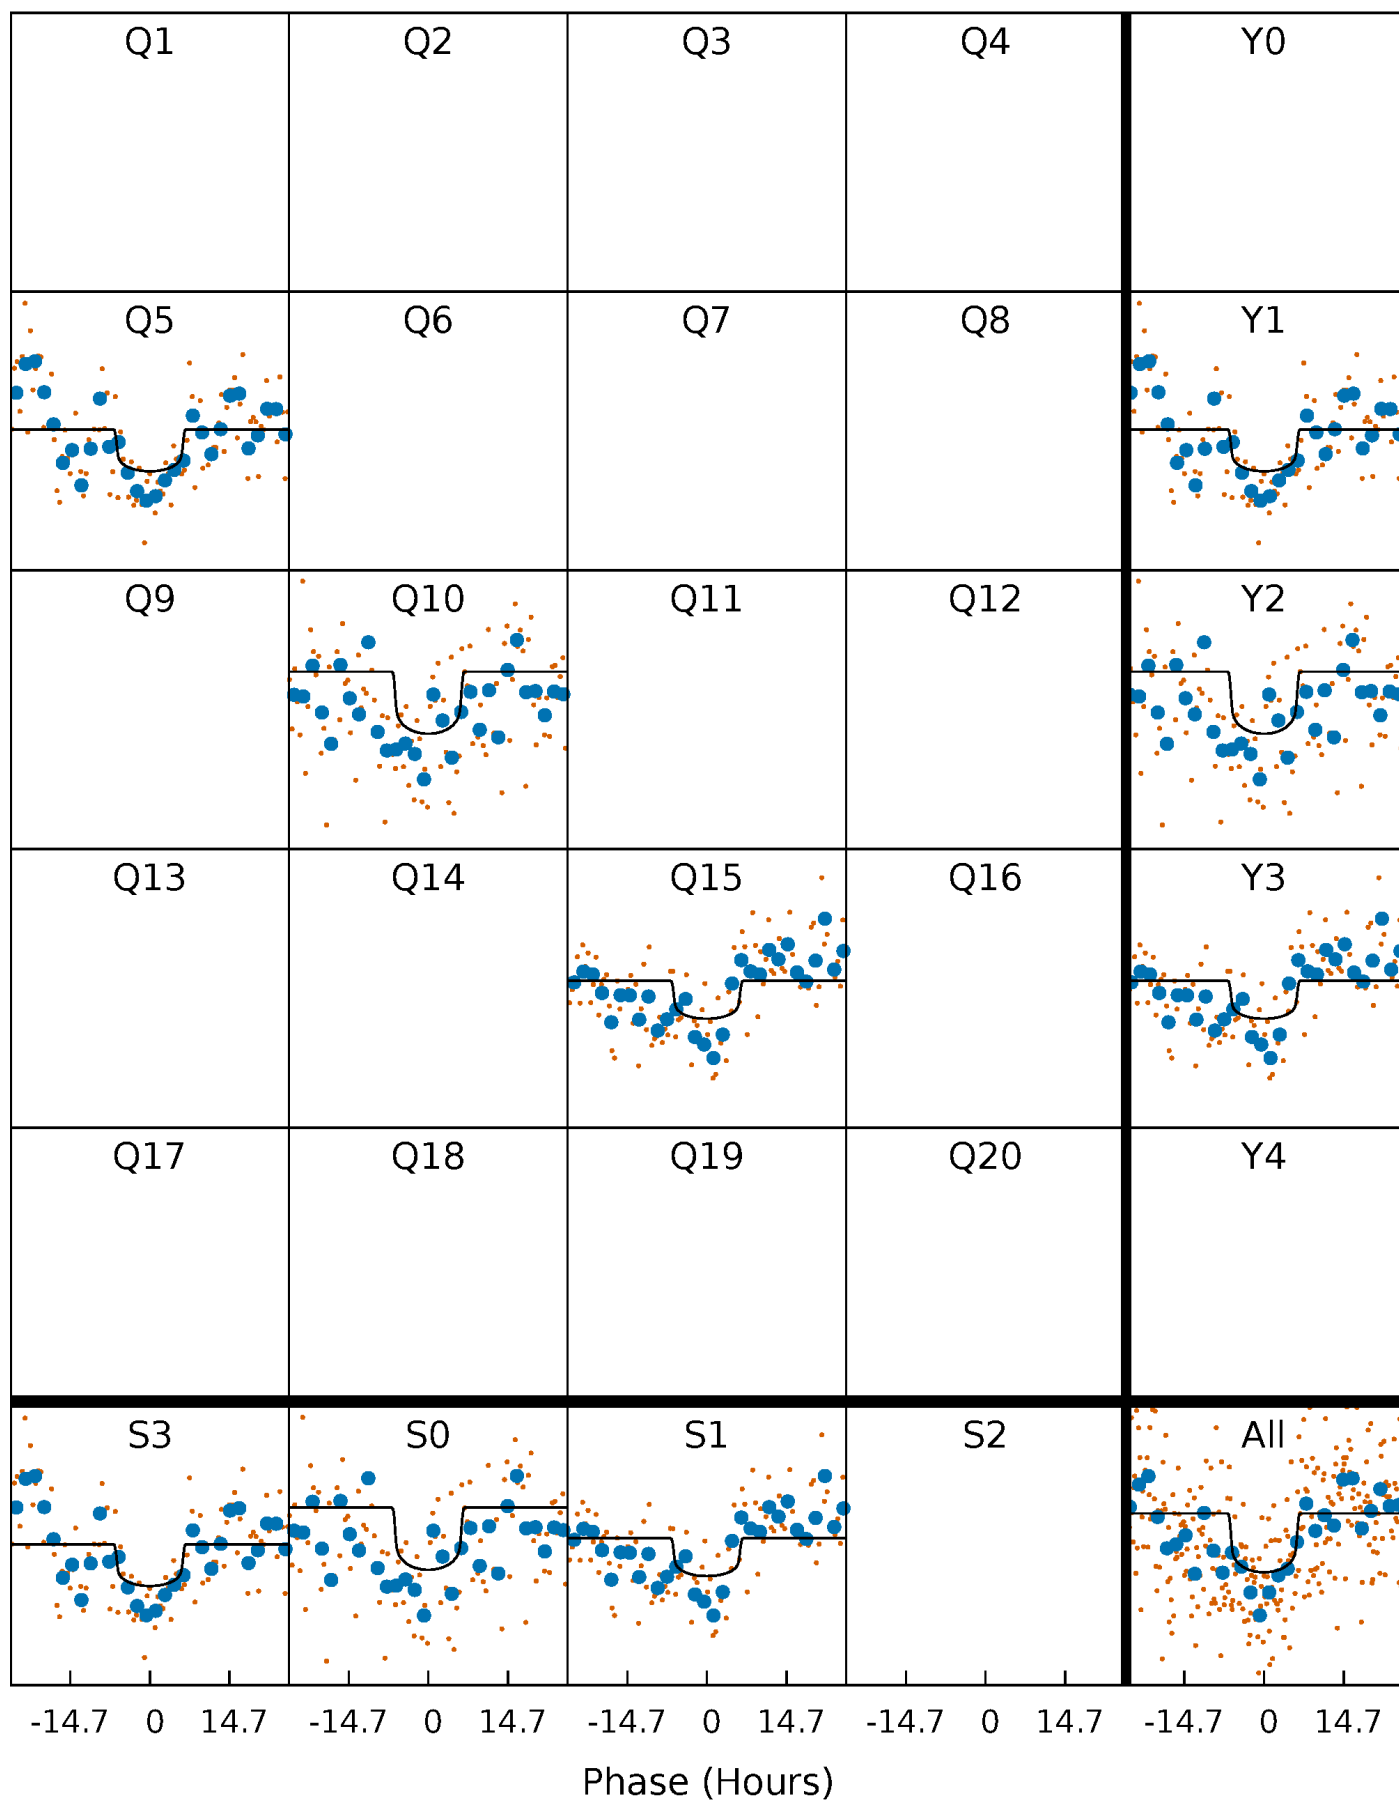 Q1 Q2 Q3 Q4 Y0
Q5 Q6 Q7 Q8 Y1
Q9 Q10 Q11 Q12 Y2
Q13 Q14 Q15 Q16 Y3
Q17 Q18 Q19 Q20 Y4
S3 S0 S1 S2 All
-14.7 0 14.7 -14.7 0 14.7 -14.7 0 14.7 -14.7 0 14.7 -14.7 0 14.7
Phase (Hours)